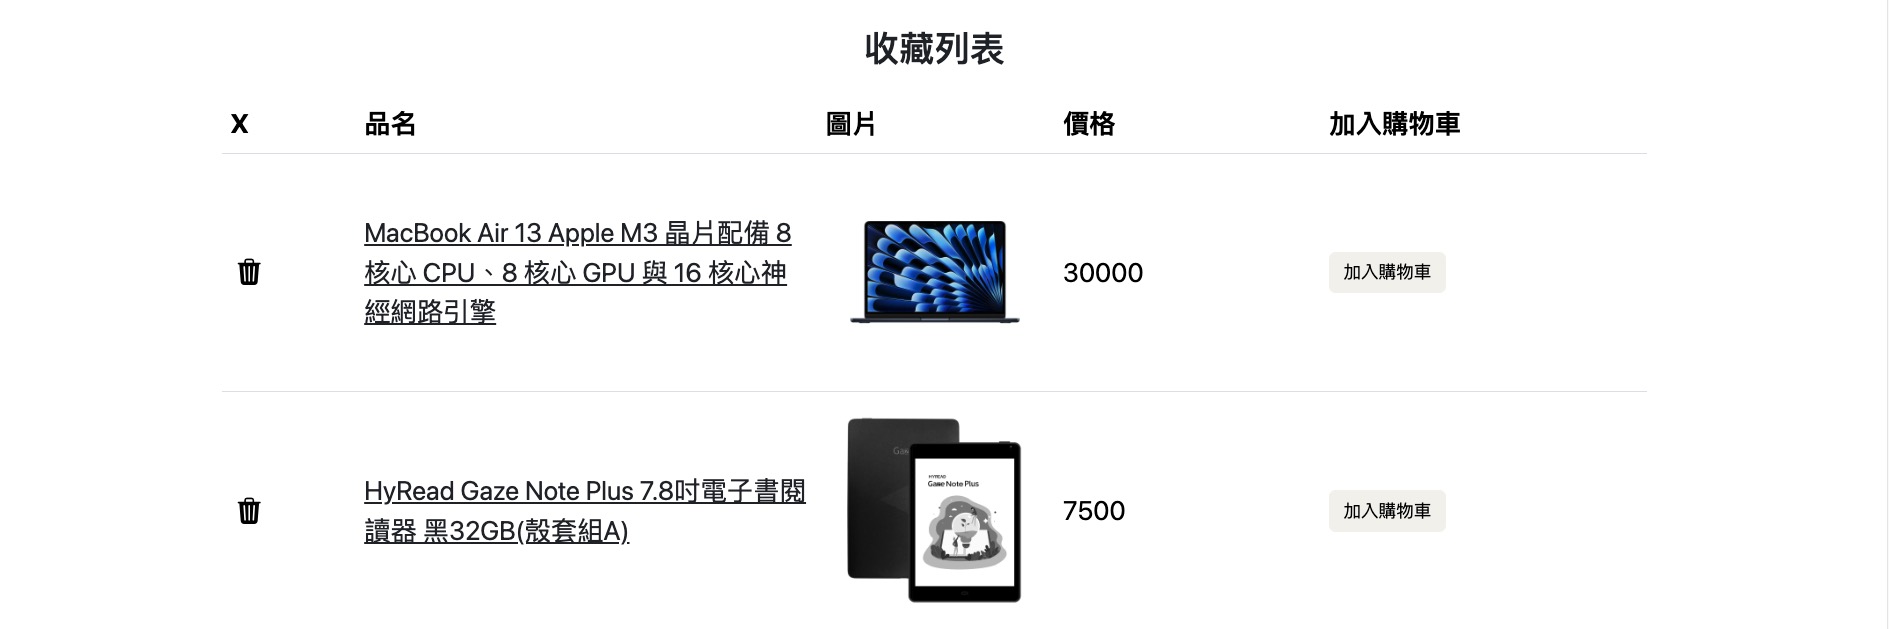 收藏列表
X 品名 圖片 價格 加入購物車
MacBook Air 13 Apple M3 晶片配備 8
核心 CPU、8 核心 GPU 與 16 核心神
經網路引擎
30000
加入購物車
HyRead Gaze Note Plus 7.8吋電子書閱
讀器 黑32GB(殼套組A)
HYREAD
Gaze Note Plus
7500
加入購物車